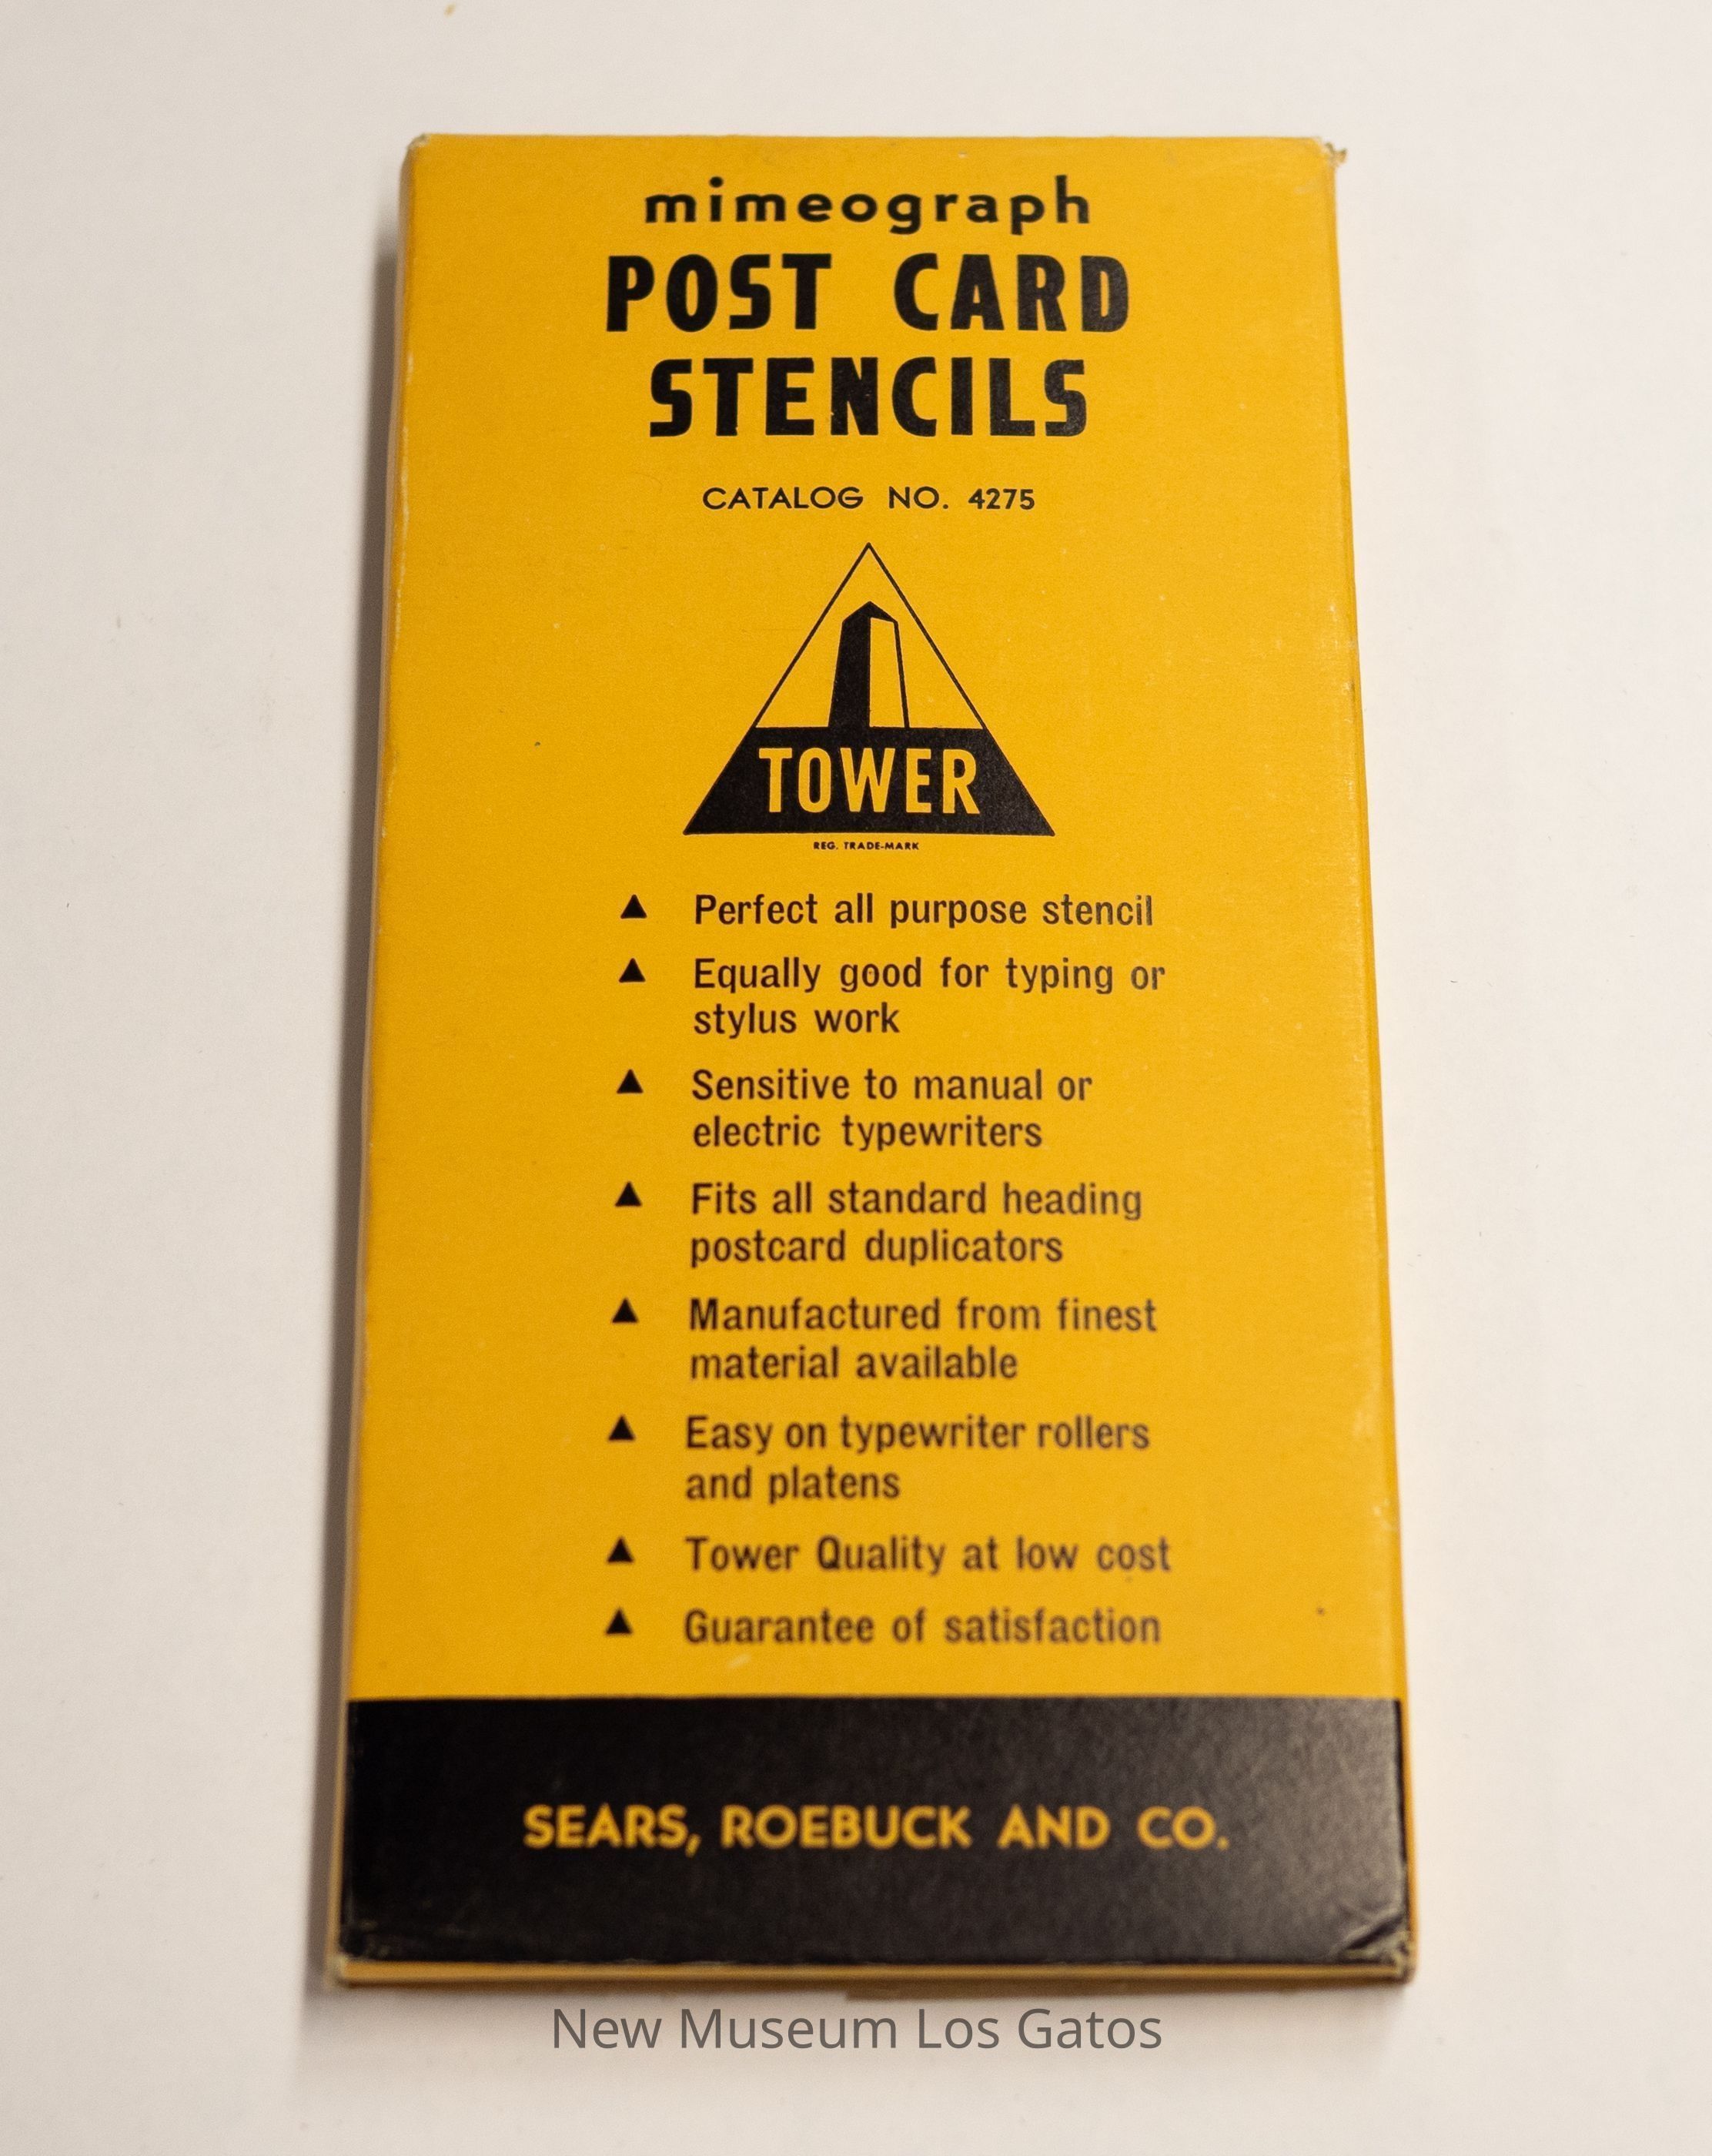 mimeograph
POST CARD
STENCILS
CATALOG NO. 4275
TOWER
REG. TRADE-MARK
▲ Perfect all purpose stencil
▲ Equally good for typing or
stylus work
▲ Sensitive to manual or
electric typewriters
▲ Fits all standard heading
postcard duplicators
▲ Manufactured from finest
material available
▲ Easy on typewriter rollers
and platens
▲ Tower Quality at low cost
▲ Guarantee of satisfaction
SEARS, ROEBUCK AND CO.
New Museum Los Gatos